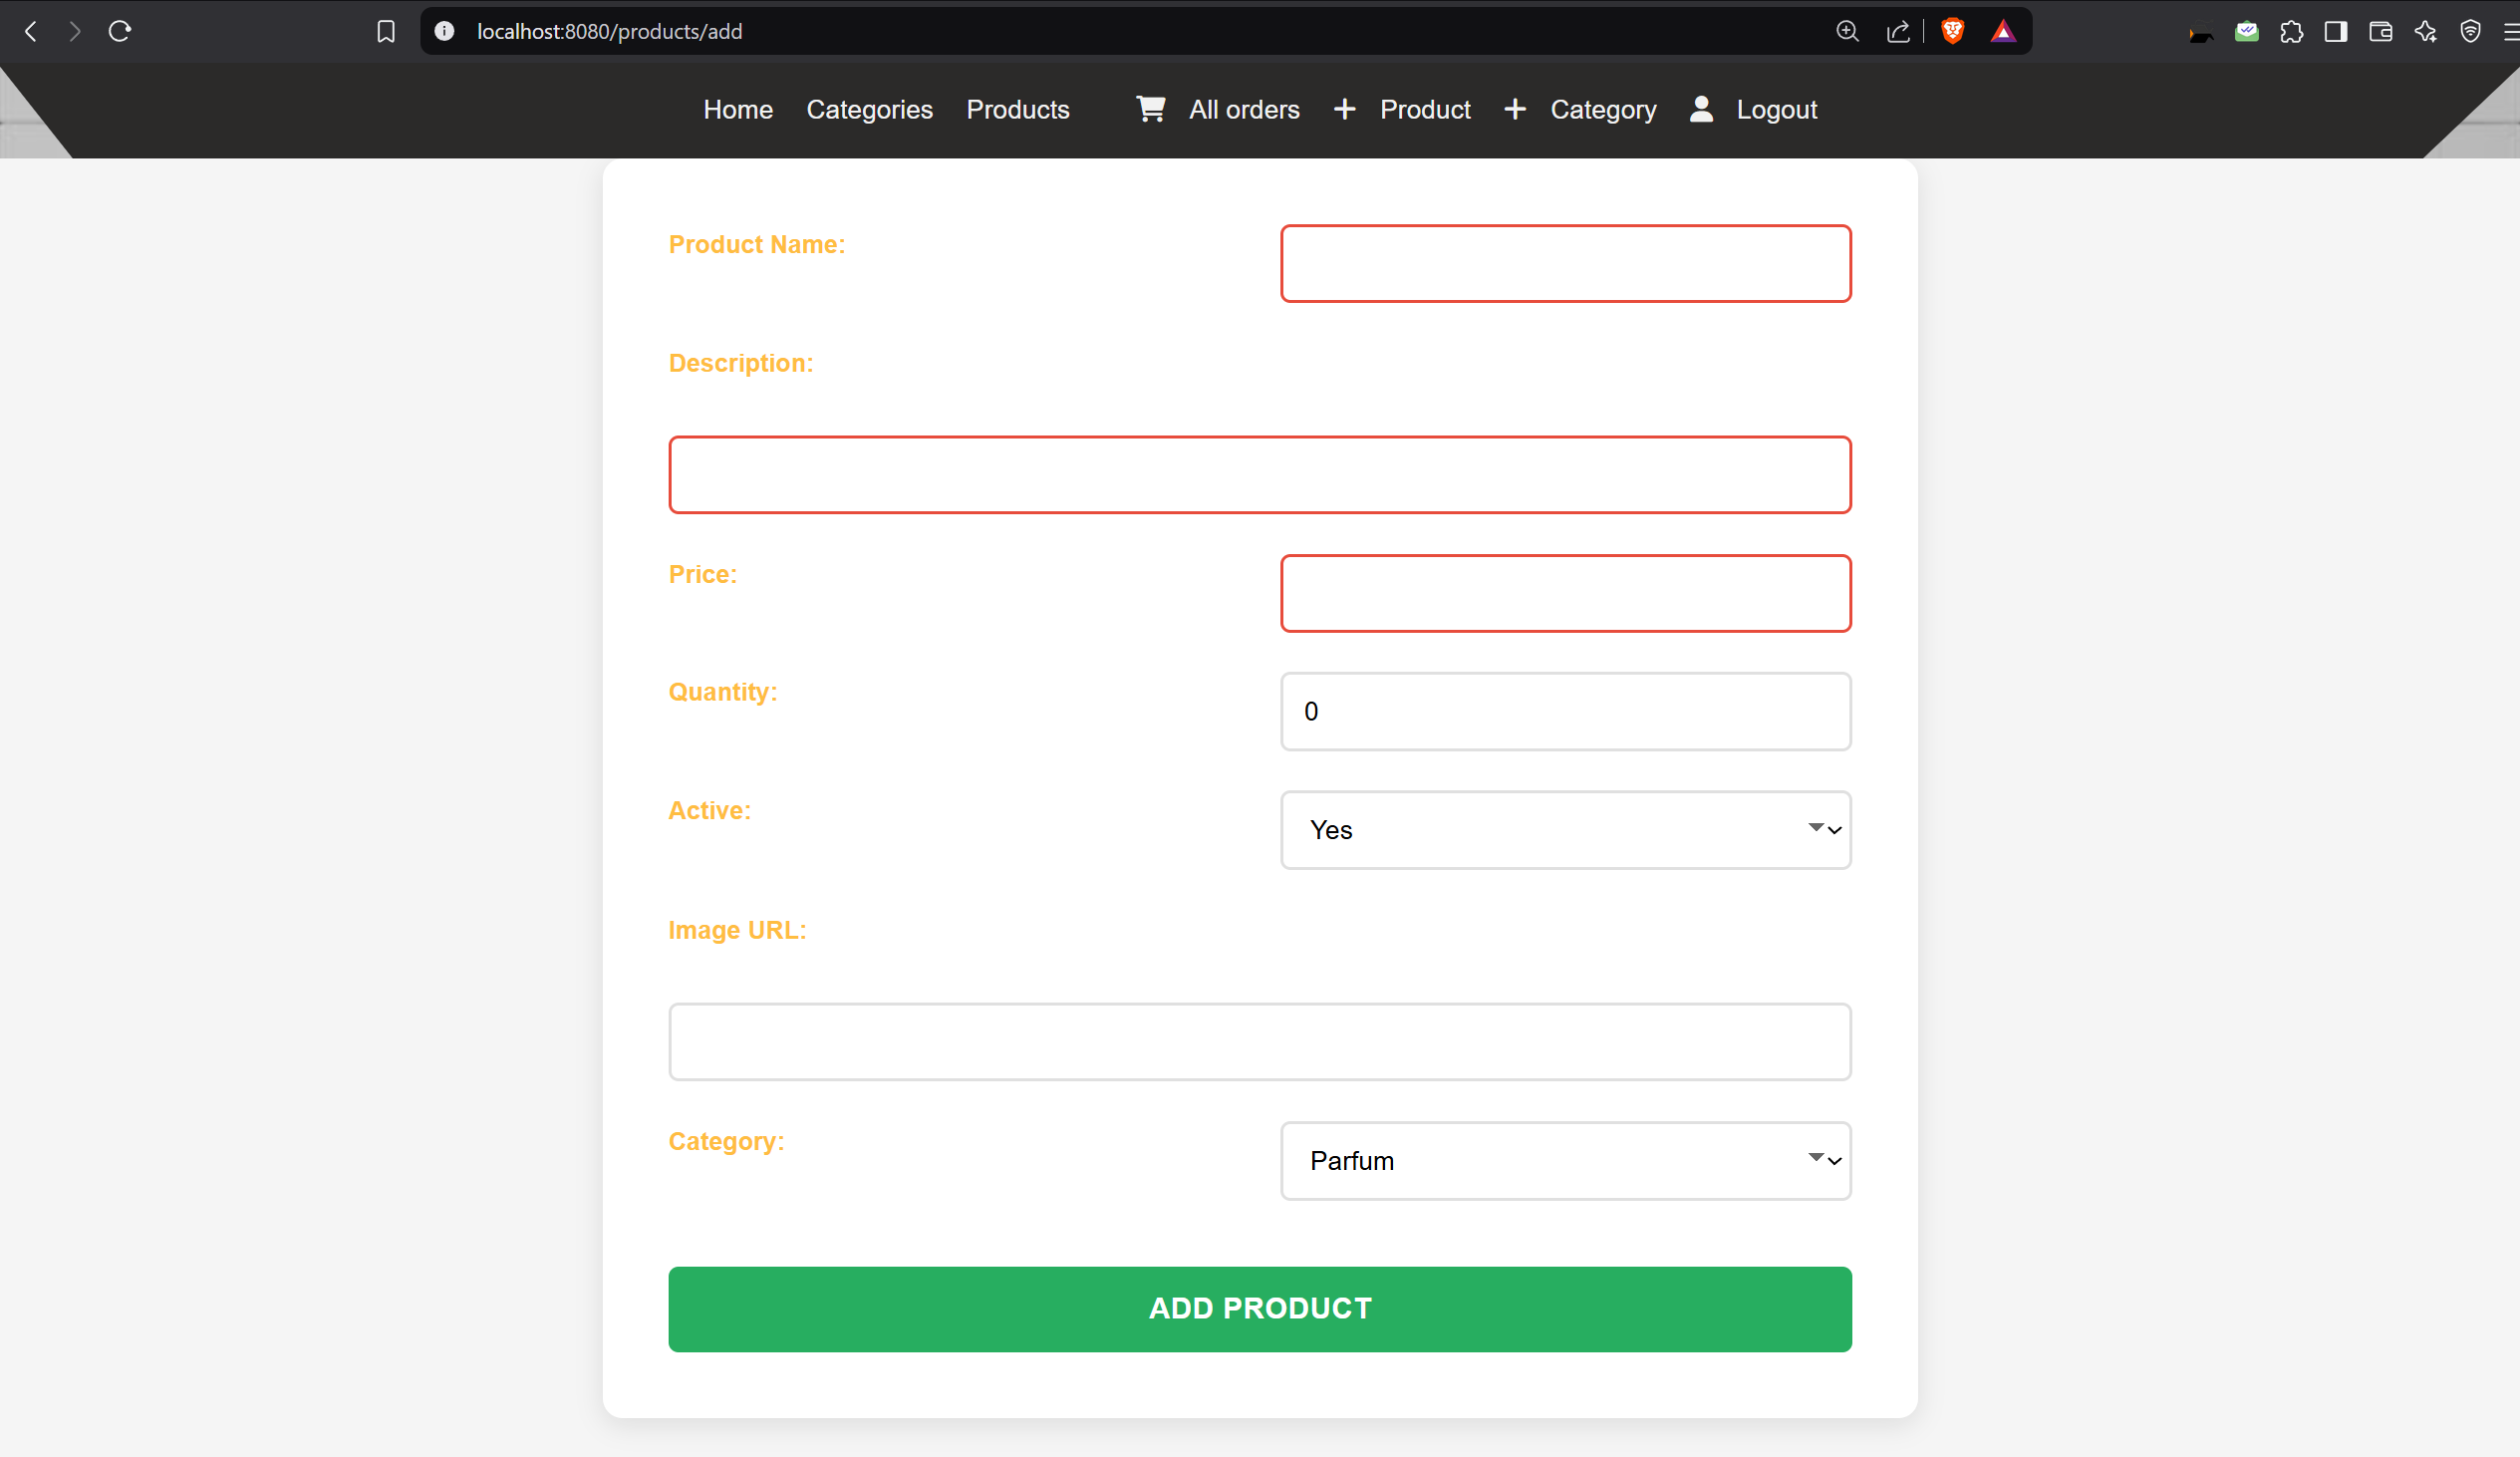 localhost:8080/products/add
Home Categories Products All orders Product Category Logout
Product Name:
Description:
Price:
Quantity:
0
Active:
Yes
Image URL:
Category:
Parfum
ADD PRODUCT